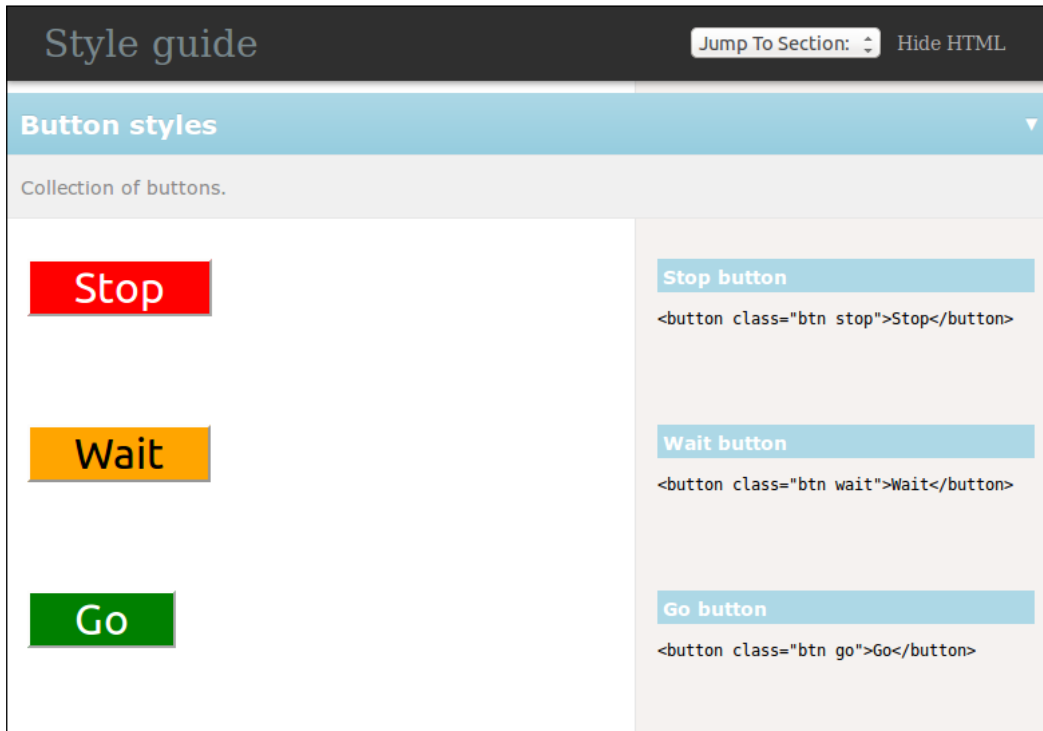 Style guide
Jump To Section:
Hide HTML
Button styles
Collection of buttons.
Stop
Stop button
<button class="btn stop">Stop</button>
Wait
Wait button
<button class="btn wait">Wait</button>
Go
Go button
<button class="btn go">Go</button>